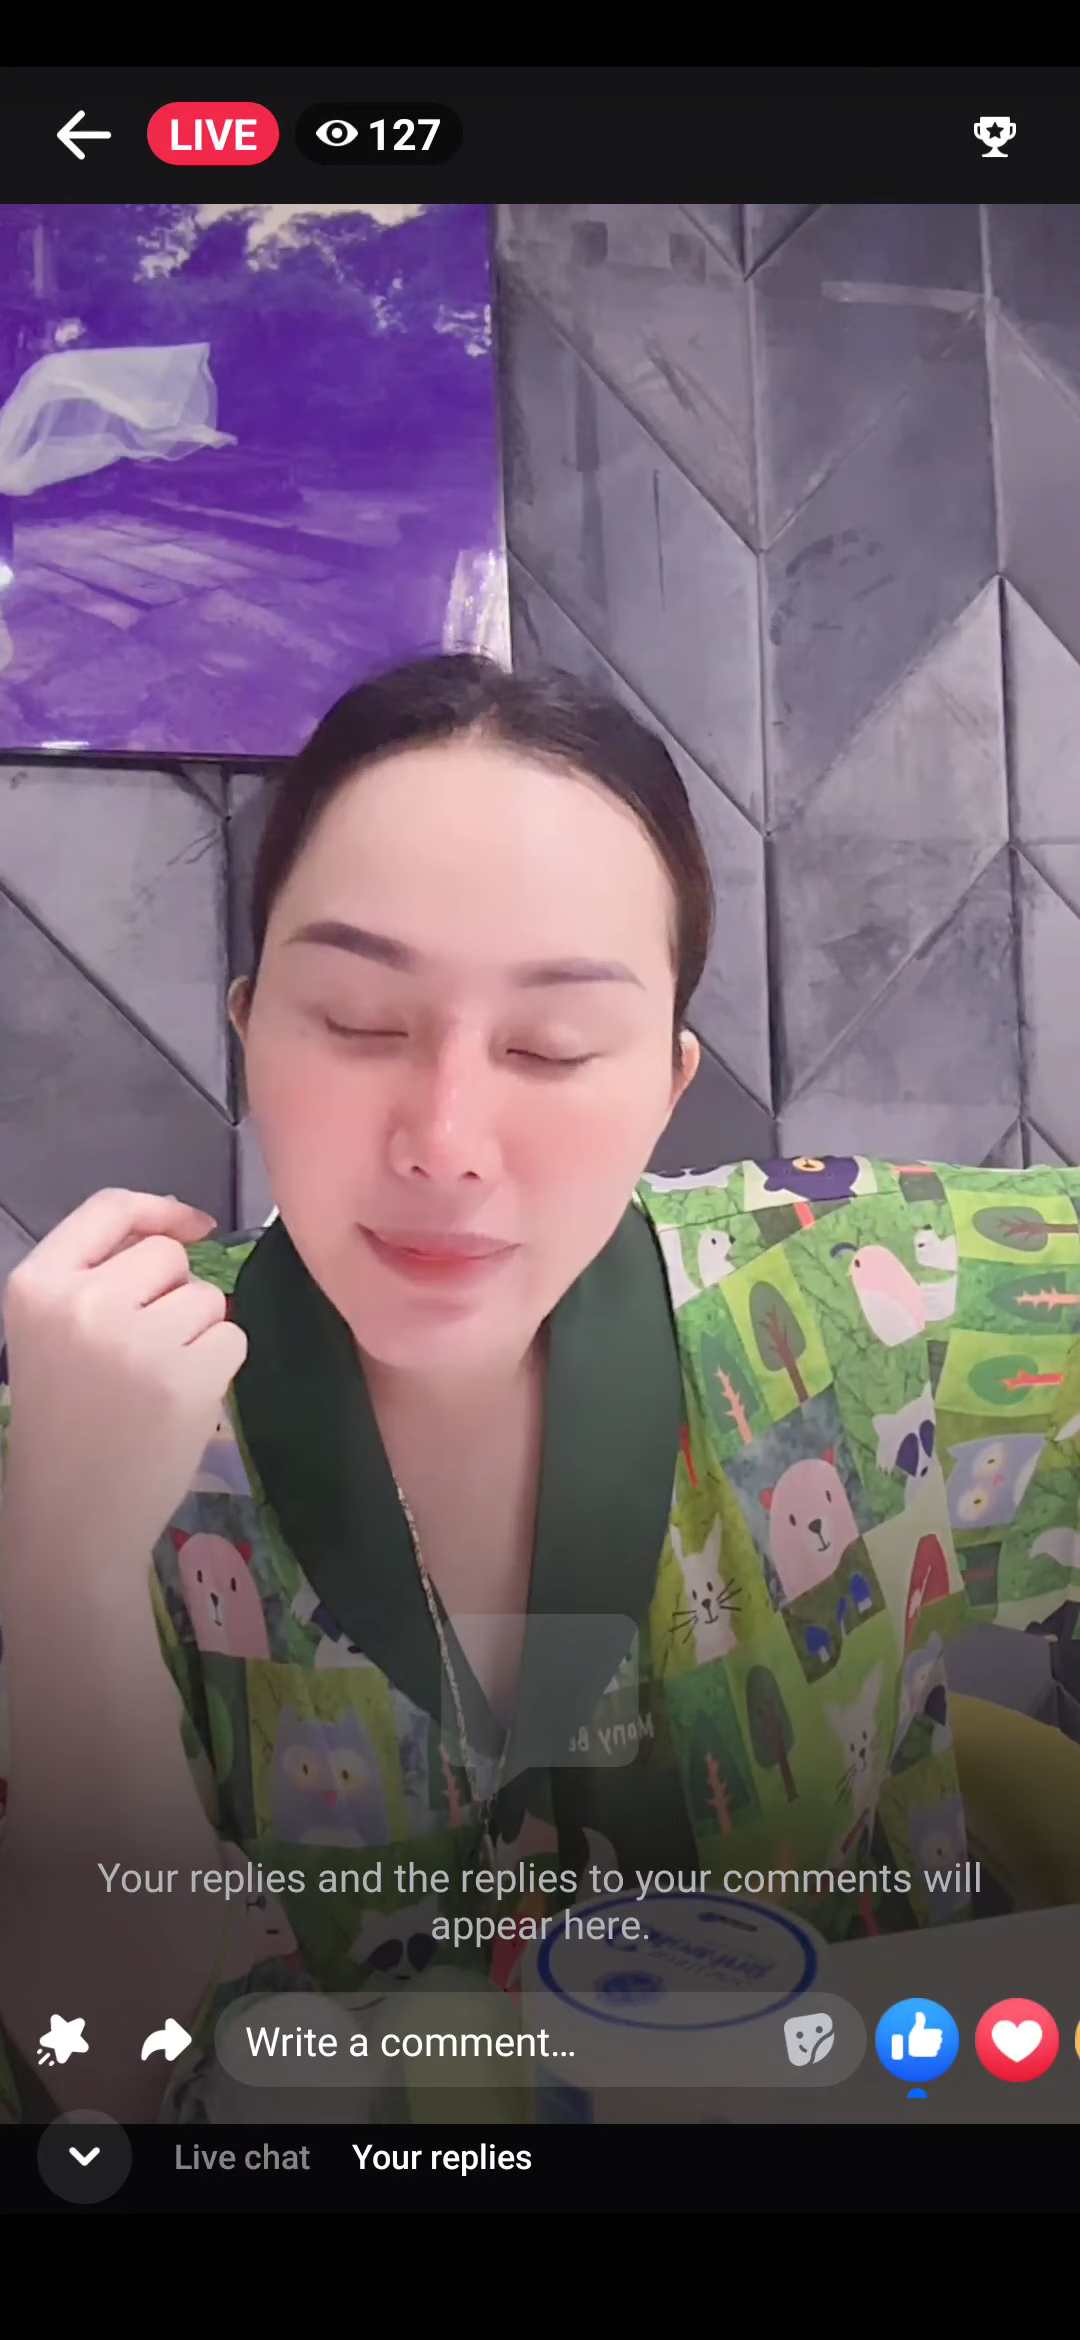 LIVE 127
Your replies and the replies to your comments will
appear here.
Write a comment...
Live chat Your replies